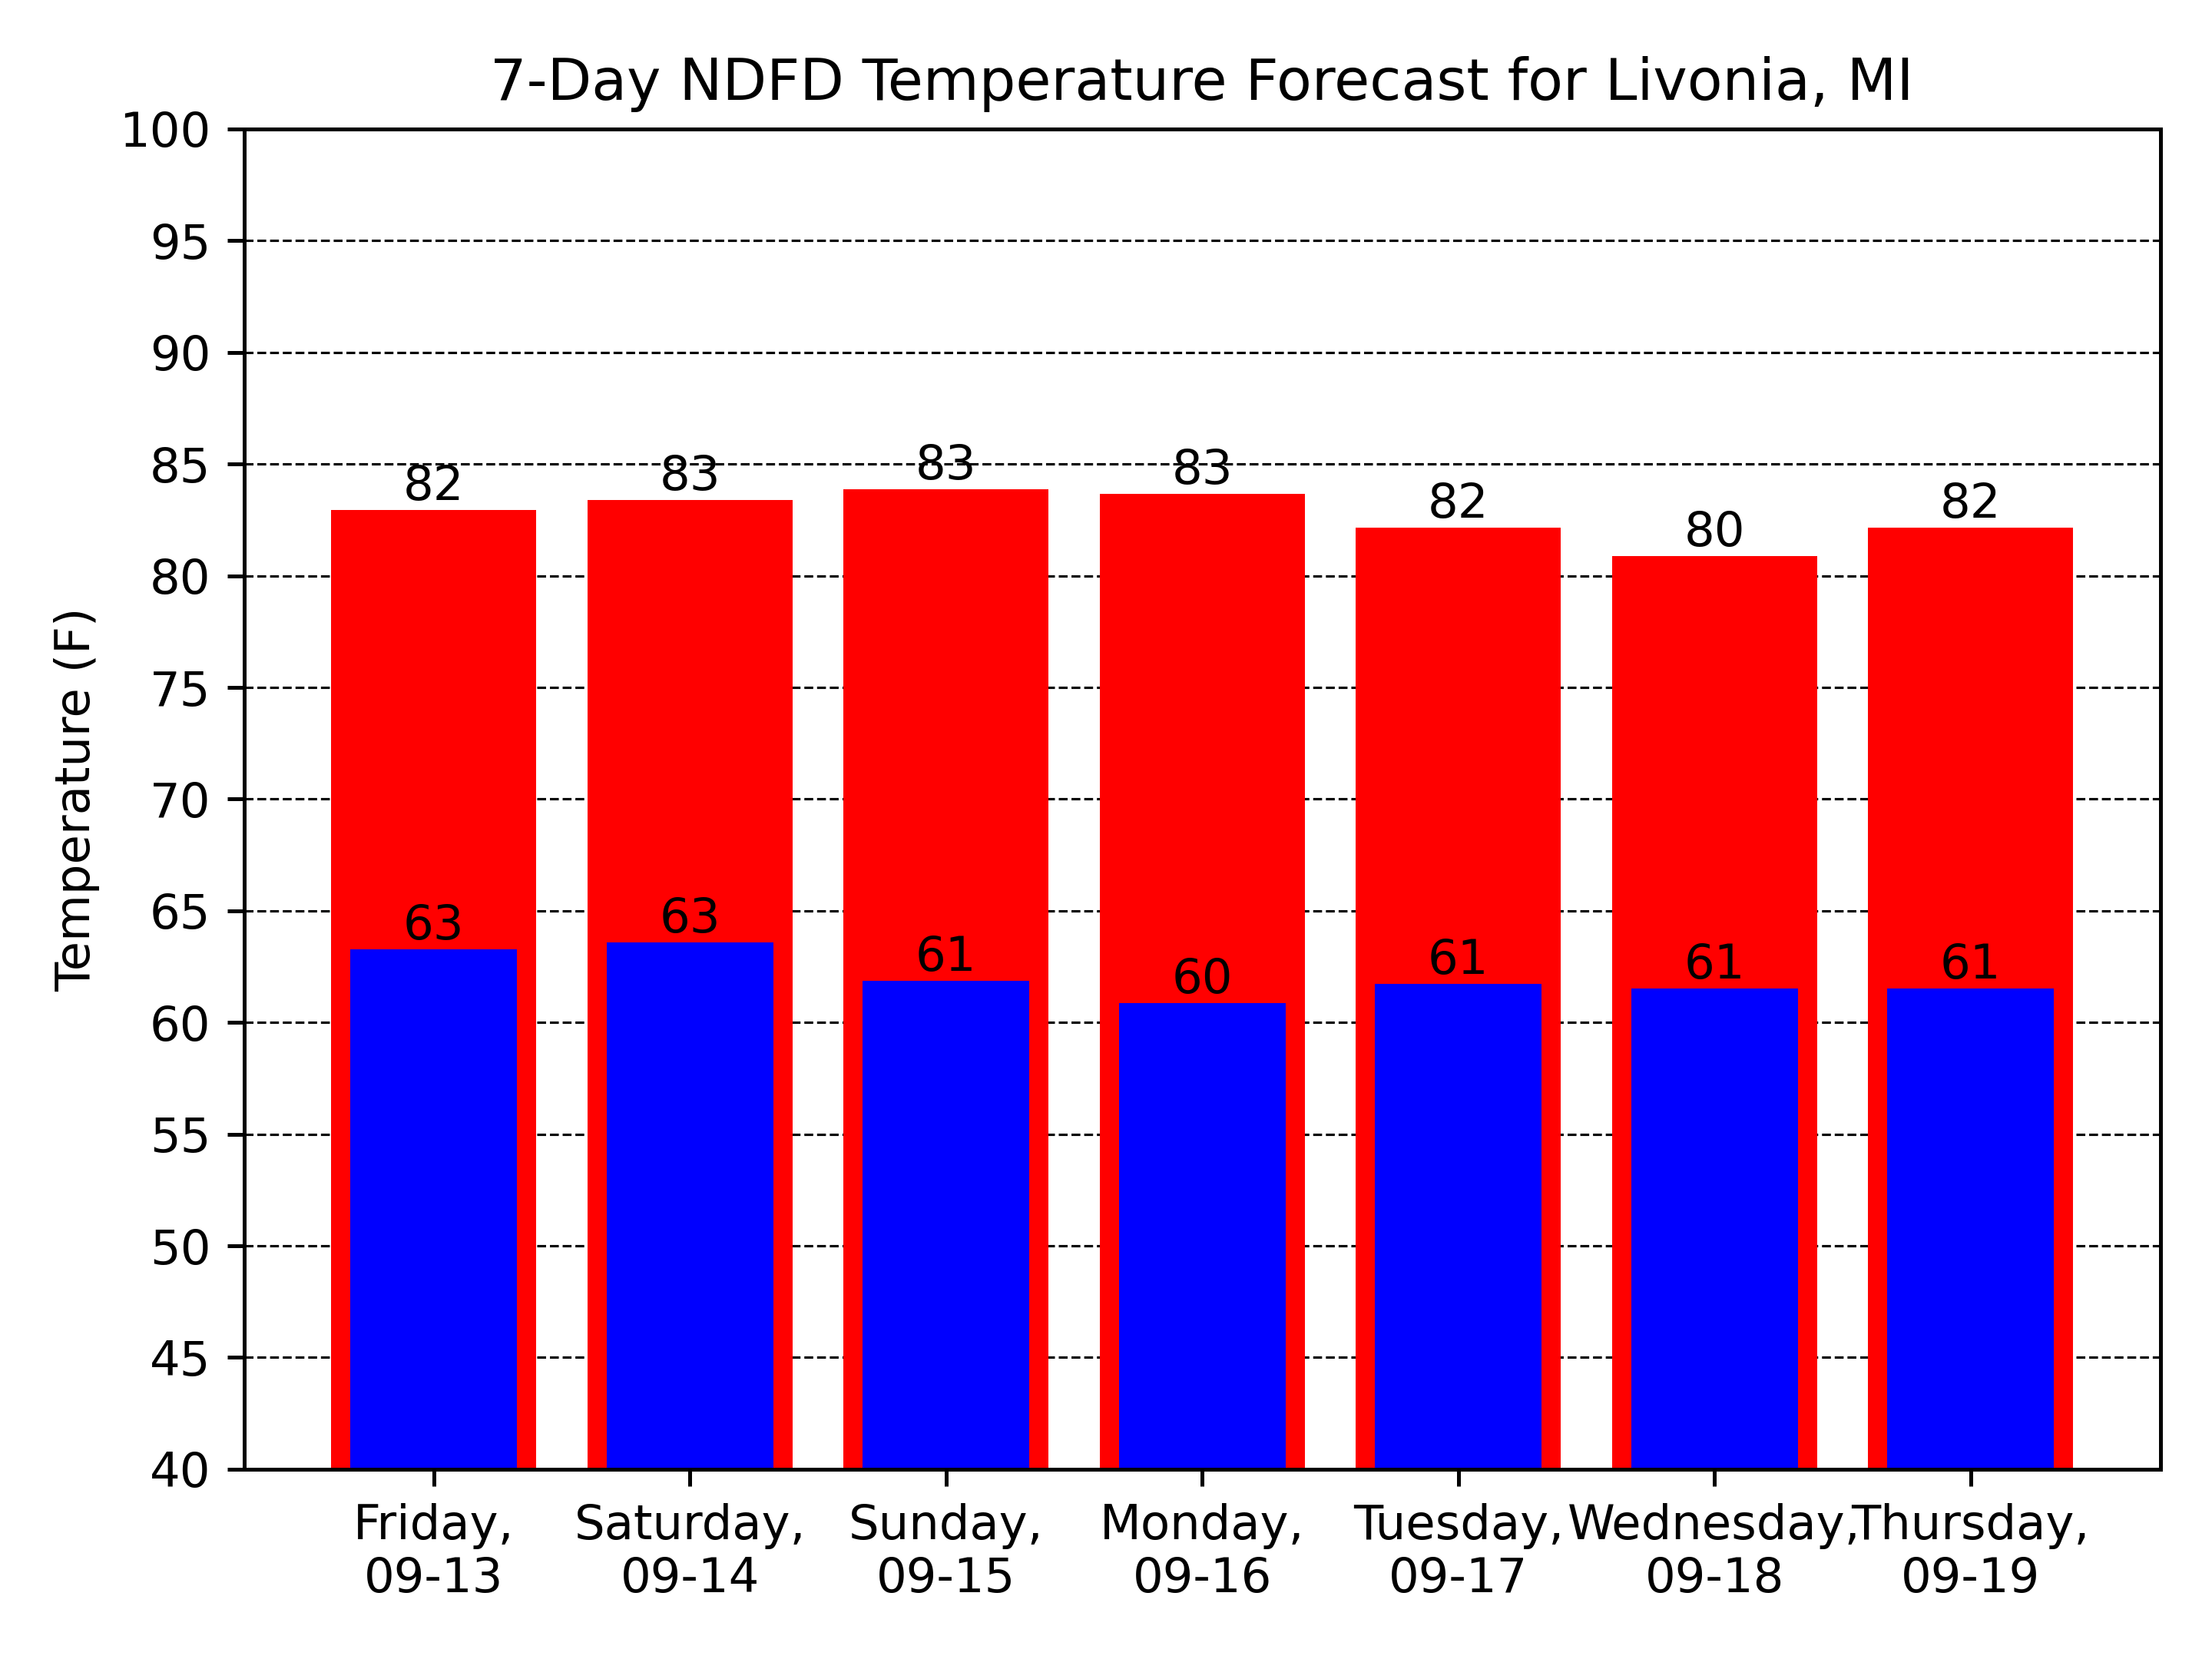 7-Day NDFD Temperature Forecast for Livonia, MI
100
95
90
85
80
75
70
65
60
55
50
45
40
Temperature (F)
82 83 83 83 82 80 82
63 63 61 60 61 61 61
Friday, Saturday, Sunday, Monday, Tuesday, Wednesday, Thursday,
09-13 09-14 09-15 09-16 09-17 09-18 09-19